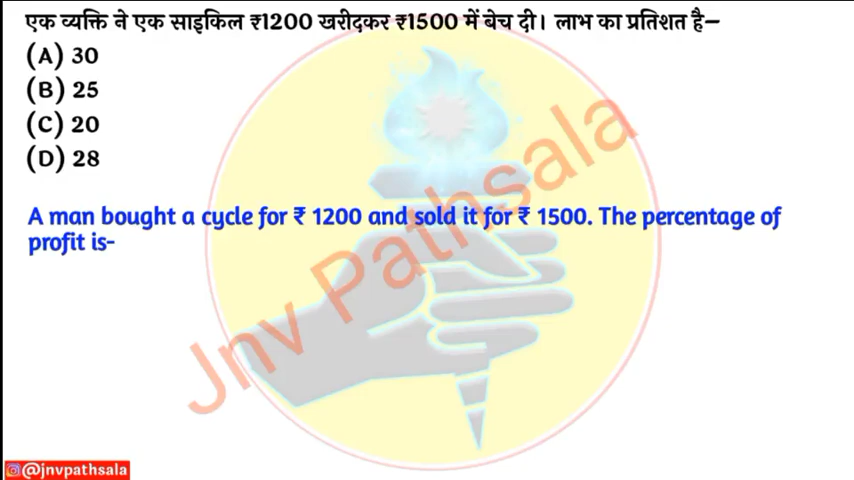 एक व्यक्ति ने एक साइकिल ₹1200 खरीदकर ₹1500 में बेच दी। लाभ का प्रतिशत है–
(A) 30
(B) 25
(C) 20
(D) 28
A man bought a cycle for ₹ 1200 and sold it for ₹ 1500. The percentage of
profit is-
Jnv Pathsala
@jnvpathsala